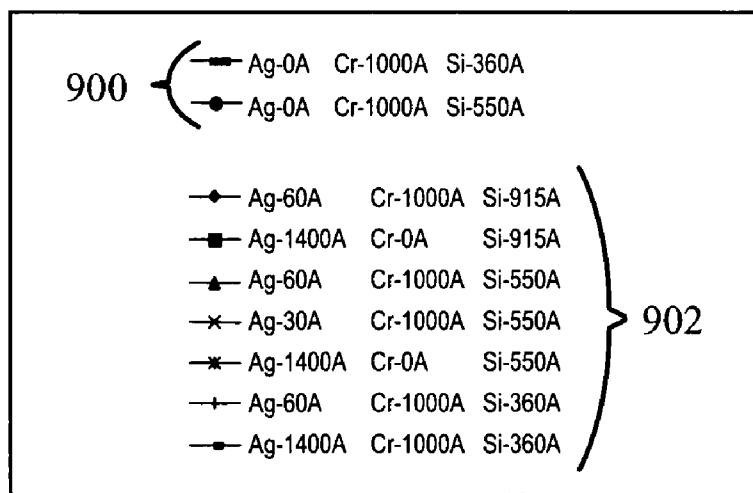 Ag-0A Cr-1000A Si-360A
900
Ag-0A Cr-1000A Si-550A
Ag-60A Cr-1000A Si-915A
Ag-1400A Cr-0A Si-915A
Ag-60A Cr-1000A Si-550A
Ag-30A Cr-1000A Si-550A
902
Ag-1400A Cr-0A Si-550A
Ag-60A Cr-1000A Si-360A
Ag-1400A Cr-1000A Si-360A